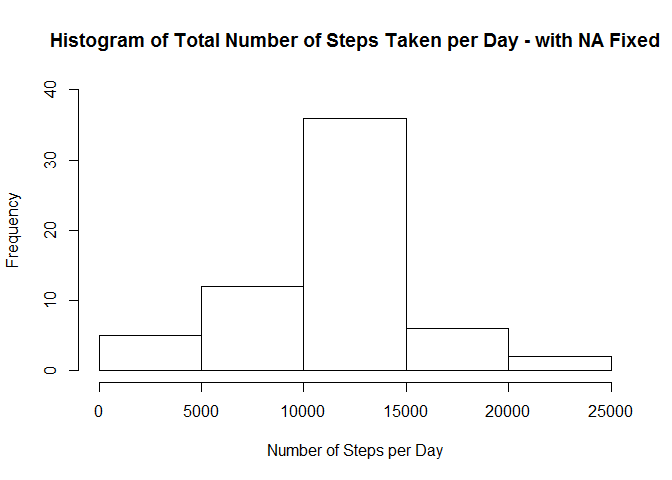 Histogram of Total Number of Steps Taken per Day - with NA Fixed
40
30
20
10
0
Frequency
0 5000 10000 15000 20000 25000
Number of Steps per Day